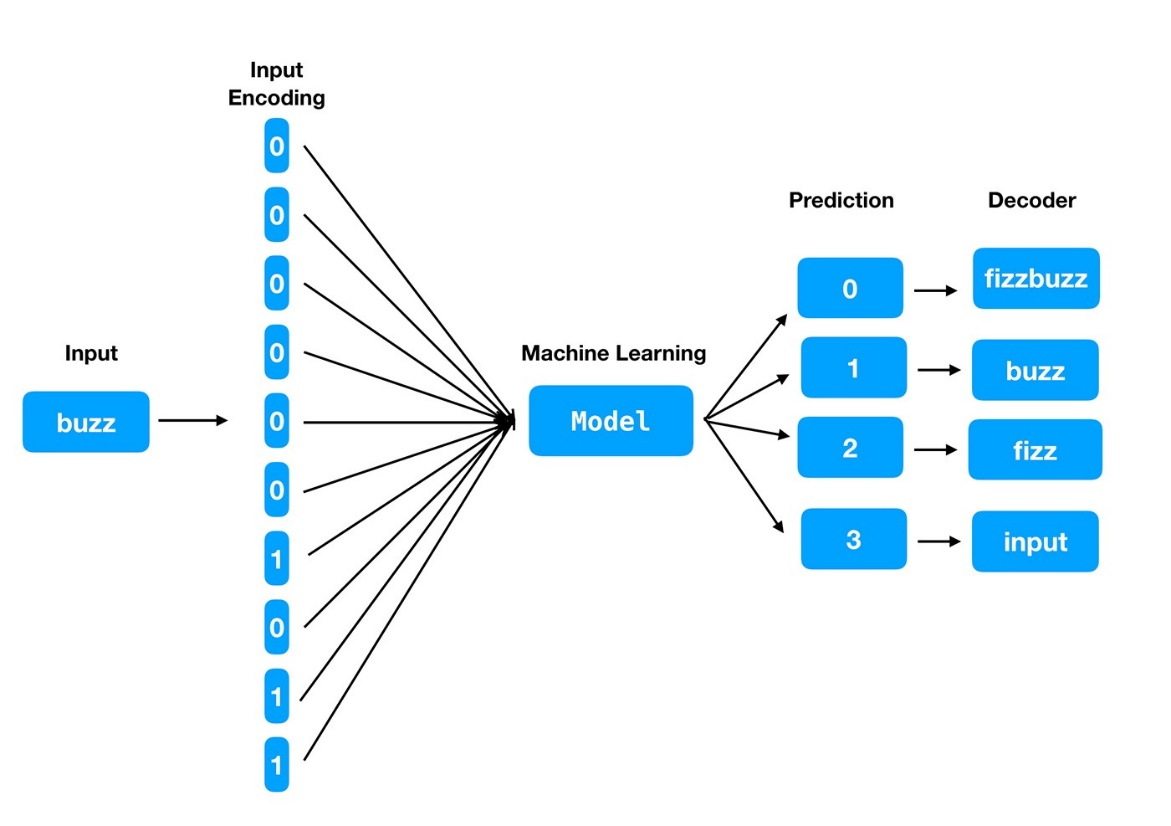 Input
Encoding
0
0
0
0
0
0
1
0
1
1
Input
buzz
Machine Learning
Model
Prediction
Decoder
0
fizzbuzz
1
buzz
2
fizz
3
input